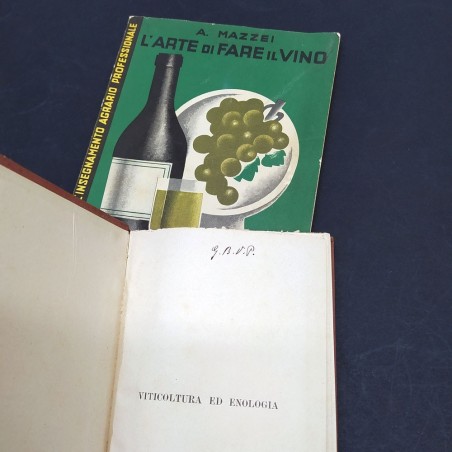 A. MAZZEI
L'ARTE DI FARE IL VINO
L'INSEGNAMENTO AGRARIO PROFESSIONALE
G. B. V. P.
VITICOLTURA ED ENOLOGIA